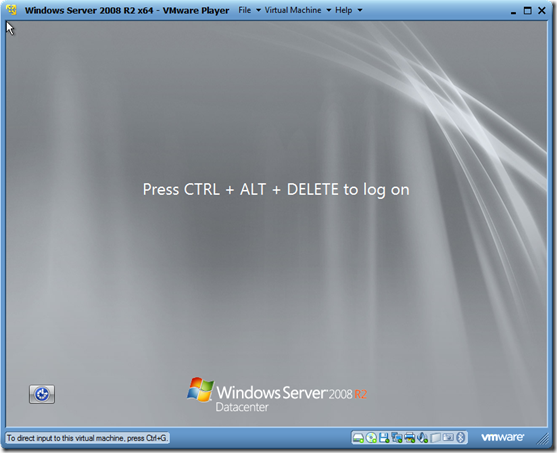 Windows Server 2008 R2 x64 - VMware Player File Virtual Machine Help
Press CTRL + ALT + DELETE to log on
Windows Server 2008 R2
Datacenter
To direct input to this virtual machine, press Ctrl+G.
vmware